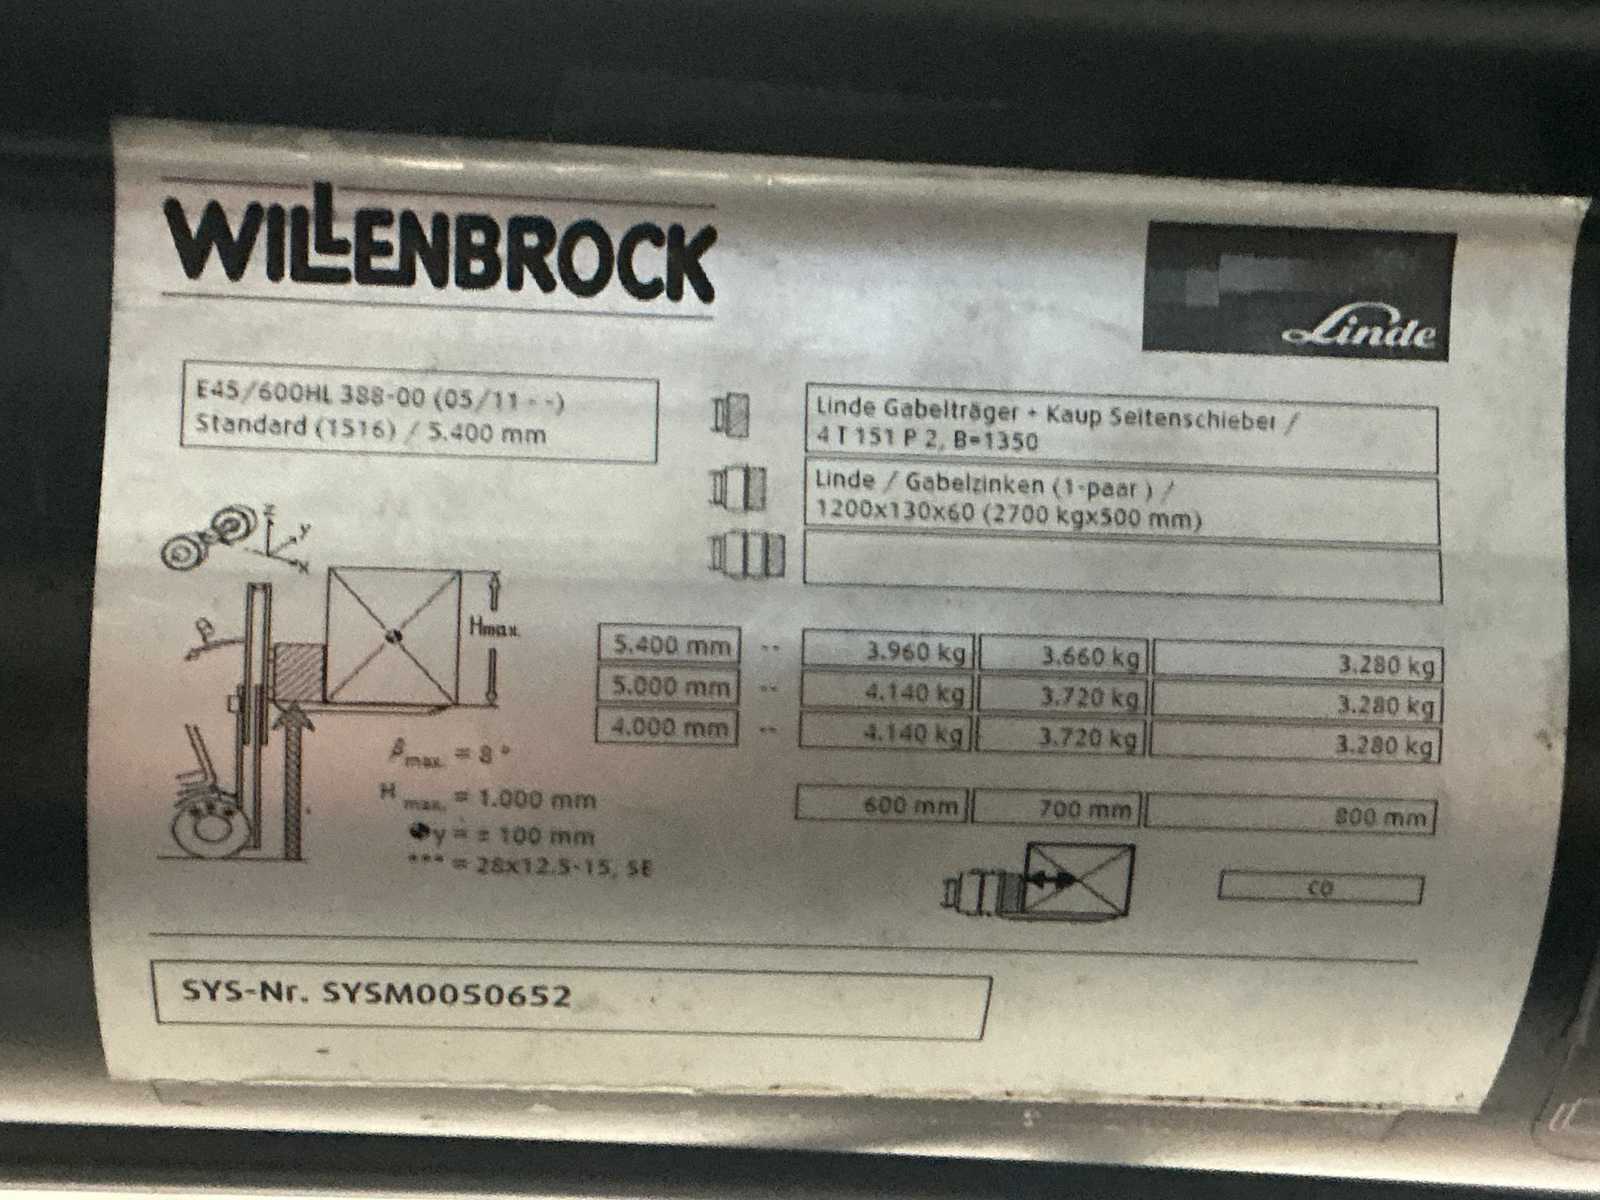 WILLENBROCK
Linde
E45/600HL 388-00 (05/11 - -)
Standard (1516) / 5.400 mm
Linde Gabelträger + Kaup Seitenschieber /
4 T 151 P 2, B=1350
Linde / Gabelzinken (1-paar ) /
1200x130x60 (2700 kgx500 mm)
z
y
x
β
Hmax.
5.400 mm -- 3.960 kg 3.660 kg 3.280 kg
5.000 mm -- 4.140 kg 3.720 kg 3.280 kg
4.000 mm -- 4.140 kg 3.720 kg 3.280 kg
βmax. = 8 °
H max. = 1.000 mm
y = ± 100 mm
*** = 28x12.5-15, SE
600 mm 700 mm 800 mm
CO
SYS-Nr. SYSM0050652